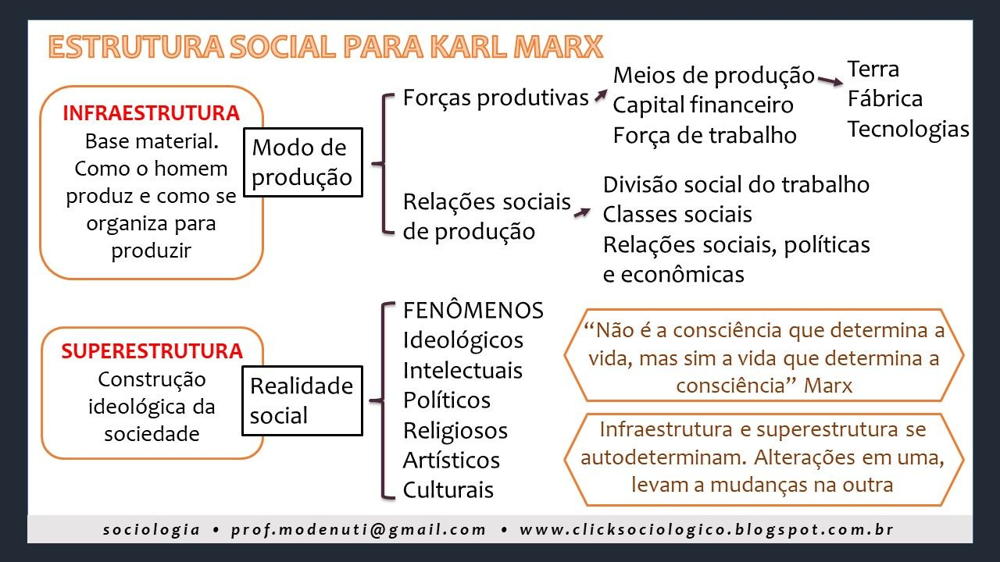 ESTRUTURA SOCIAL PARA KARL MARX
INFRAESTRUTURA
Base material.
Como o homem
produz e como se
organiza para
produzir
Modo de
produção
Forças produtivas
Meios de produção
Capital financeiro
Força de trabalho
Terra
Fábrica
Tecnologias
Relações sociais
de produção
Divisão social do trabalho
Classes sociais
Relações sociais, políticas
e econômicas
SUPERESTRUTURA
Construção
ideológica da
sociedade
Realidade
social
FENÔMENOS
Ideológicos
Intelectuais
Políticos
Religiosos
Artísticos
Culturais
“Não é a consciência que determina a
vida, mas sim a vida que determina a
consciência” Marx
Infraestrutura e superestrutura se
autodeterminam. Alterações em uma,
levam a mudanças na outra
sociologia • prof.modenuti@gmail.com • www.clicksociologico.blogspot.com.br